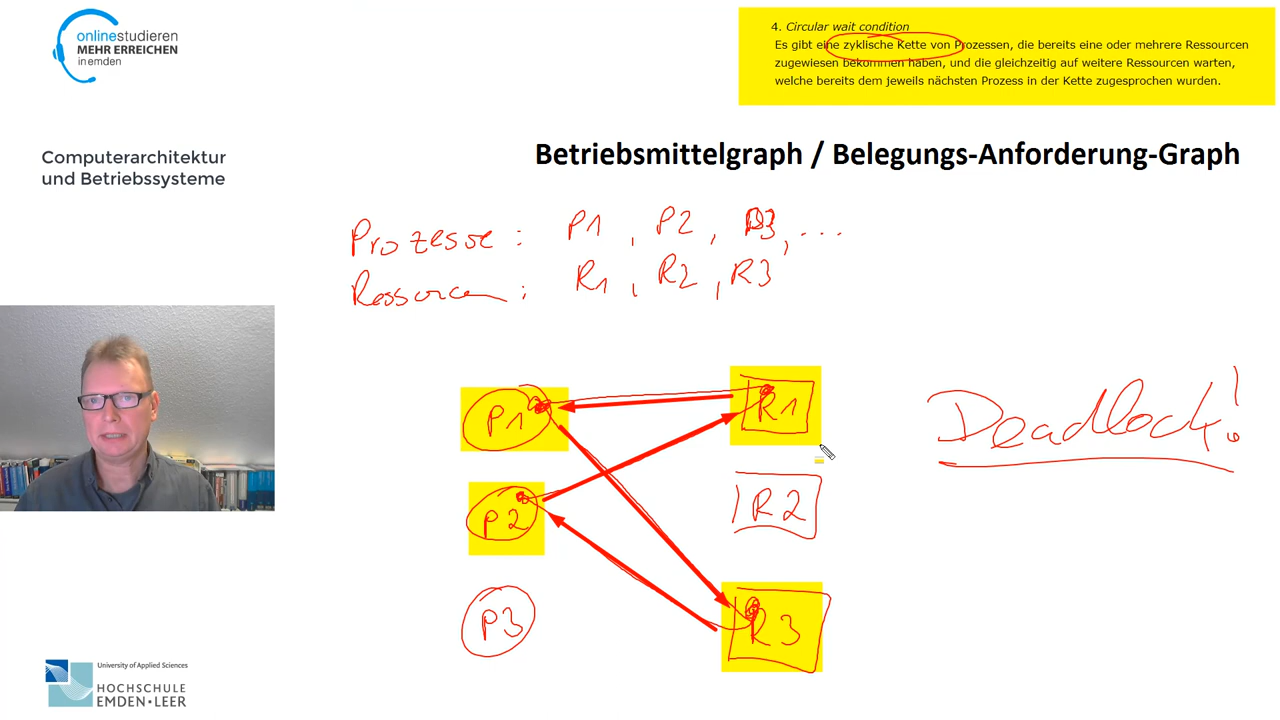 onlinestudieren
MEHR ERREICHEN
in emden
4. Circular wait condition
Es gibt eine zyklische Kette von Prozessen, die bereits eine oder mehrere Ressourcen
zugewiesen bekommen haben, und die gleichzeitig auf weitere Ressourcen warten,
welche bereits dem jeweils nächsten Prozess in der Kette zugesprochen wurden.
Computerarchitektur
und Betriebssysteme
Betriebsmittelgraph / Belegungs-Anforderung-Graph
Prozesse: P1, P2, P3, ...
Ressourcen: R1, R2, R3
P1
R1
Deadlock!
P2
R2
P3
R3
University of Applied Sciences
HOCHSCHULE
EMDEN•LEER